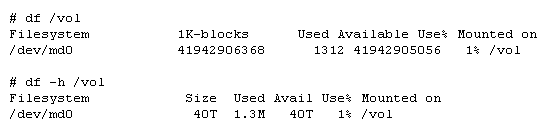 # df /vol
Filesystem 1K-blocks Used Available Use% Mounted on
/dev/md0 41942906368 1312 41942905056 1% /vol
# df -h /vol
Filesystem Size Used Avail Use% Mounted on
/dev/md0 40T 1.3M 40T 1% /vol